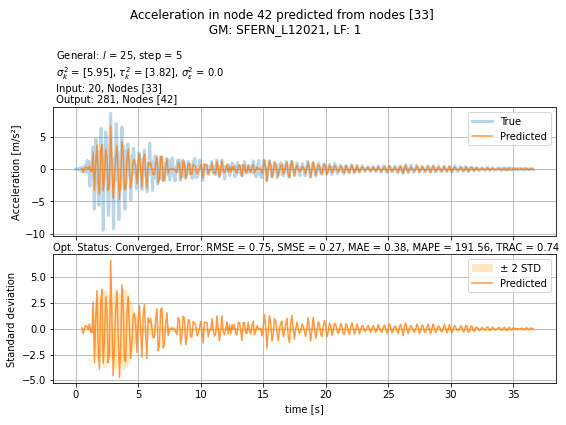 Acceleration in node 42 predicted from nodes [33]
GM: SFERN_L12021, LF: 1
General: l = 25, step = 5
σ²ₖ = [5.95], τ²ₖ = [3.82], σ²ε = 0.0
Input: 20, Nodes [33]
Output: 281, Nodes [42]
Acceleration [m/s²]
5
0
−5
−10
True
Predicted
Opt. Status: Converged, Error: RMSE = 0.75, SMSE = 0.27, MAE = 0.38, MAPE = 191.56, TRAC = 0.74
Standard deviation
5.0
2.5
0.0
−2.5
−5.0
± 2 STD
Predicted
0 5 10 15 20 25 30 35
time [s]